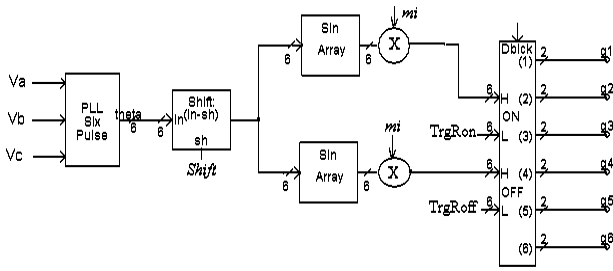 mi
Sin
Array
6
6
X
Dblck
(1)
2
g1
Va
Vb
Vc
PLL
Six
Pulse
theta
6
6
In
Shift:
(in-sh)
sh
Shift
6
H
(2)
2
g2
ON
TrgRon
6
L
(3)
2
g3
mi
Sin
Array
6
6
X
6
H
(4)
2
g4
OFF
TrgRoff
6
L
(5)
2
g5
(6)
2
g6